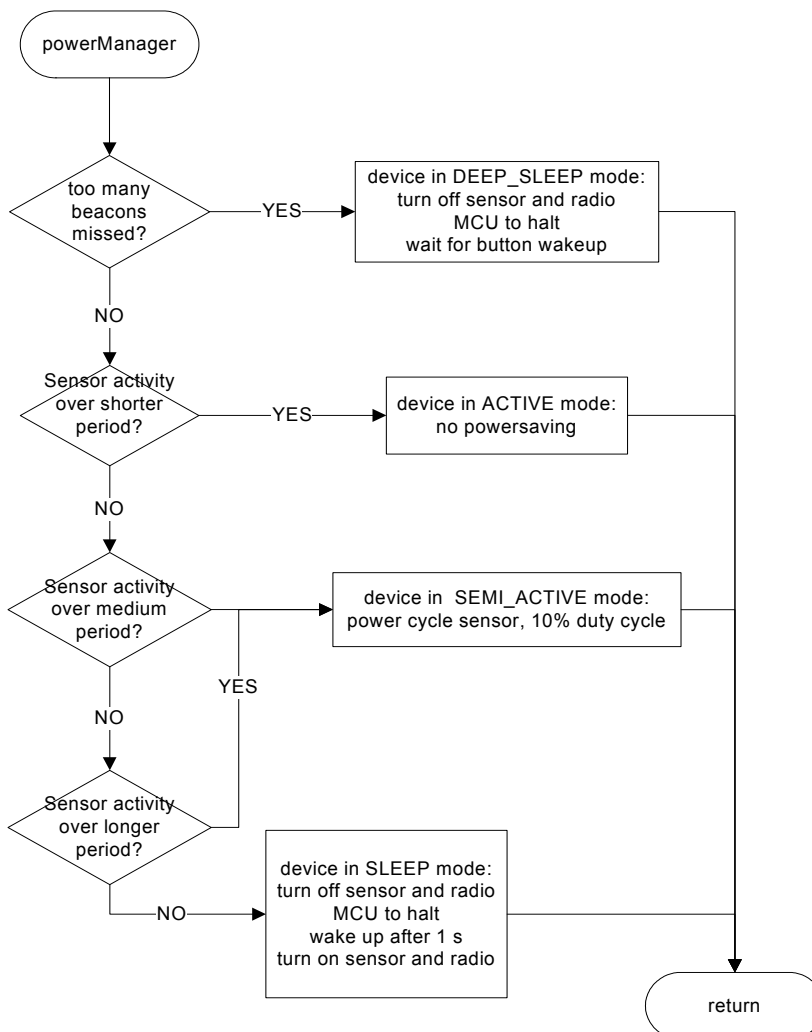 powerManager
too many
beacons
missed?
YES
device in DEEP_SLEEP mode:
turn off sensor and radio
MCU to halt
wait for button wakeup
NO
Sensor activity
over shorter
period?
YES
device in ACTIVE mode:
no powersaving
NO
Sensor activity
over medium
period?
device in SEMI_ACTIVE mode:
power cycle sensor, 10% duty cycle
YES
NO
Sensor activity
over longer
period?
NO
device in SLEEP mode:
turn off sensor and radio
MCU to halt
wake up after 1 s
turn on sensor and radio
return